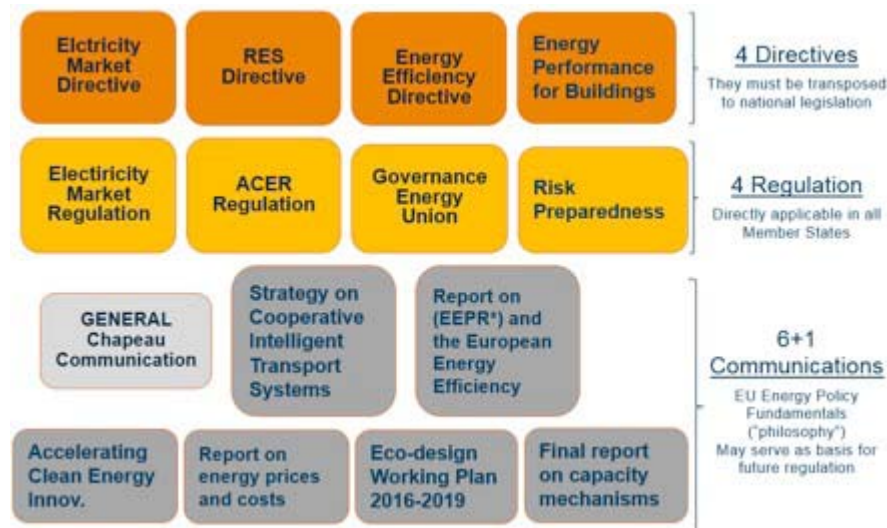 Elctricity
Market
Directive
RES
Directive
Energy
Efficiency
Directive
Energy
Performance
for Buildings
4 Directives
They must be transposed
to national legislation
Electiricity
Market
Regulation
ACER
Regulation
Governance
Energy
Union
Risk
Preparedness
4 Regulation
Directly applicable in all
Member States
GENERAL
Chapeau
Communication
Strategy on
Cooperative
Intelligent
Transport
Systems
Report on
(EEPR*) and
the European
Energy
Efficiency
6+1
Communications
EU Energy Policy
Fundamentals
("philosophy")
May serve as basis for
future regulation
Accelerating
Clean Energy
Innov.
Report on
energy prices
and costs
Eco-design
Working Plan
2016-2019
Final report
on capacity
mechanisms